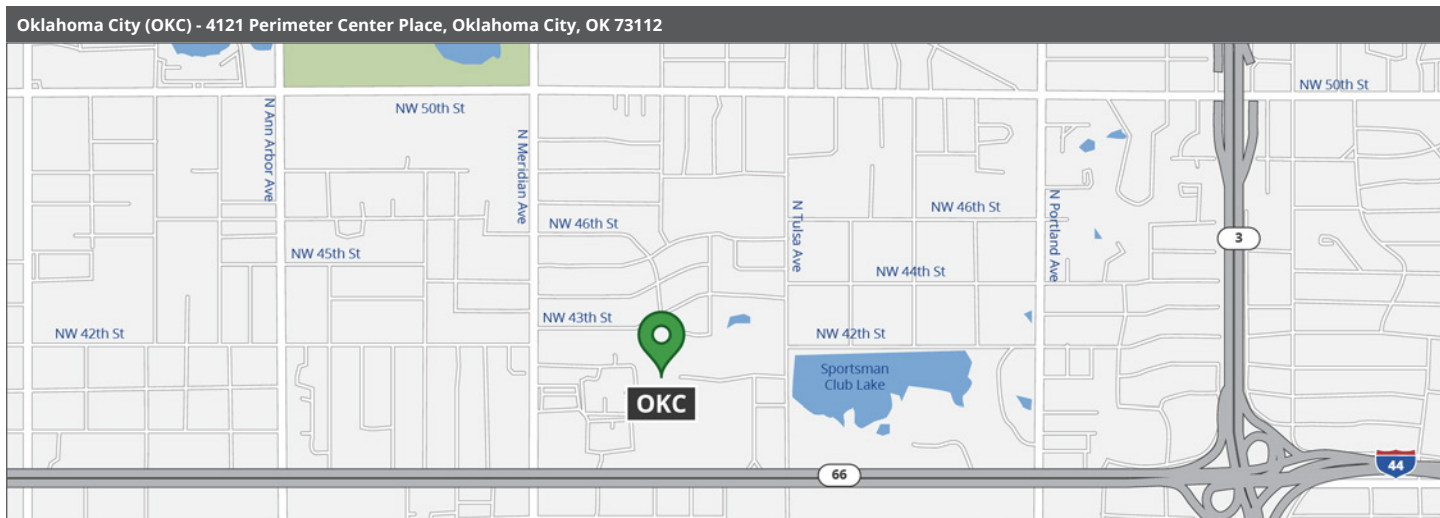 Oklahoma City (OKC) - 4121 Perimeter Center Place, Oklahoma City, OK 73112
NW 50th St
NW 50th St
N Ann Arbor Ave
N Meridian Ave
N Tulsa Ave
N Portland Ave
NW 46th St
NW 46th St
3
NW 45th St
NW 44th St
NW 43th St
NW 42th St
NW 42th St
Sportsman
Club Lake
OKC
66
44